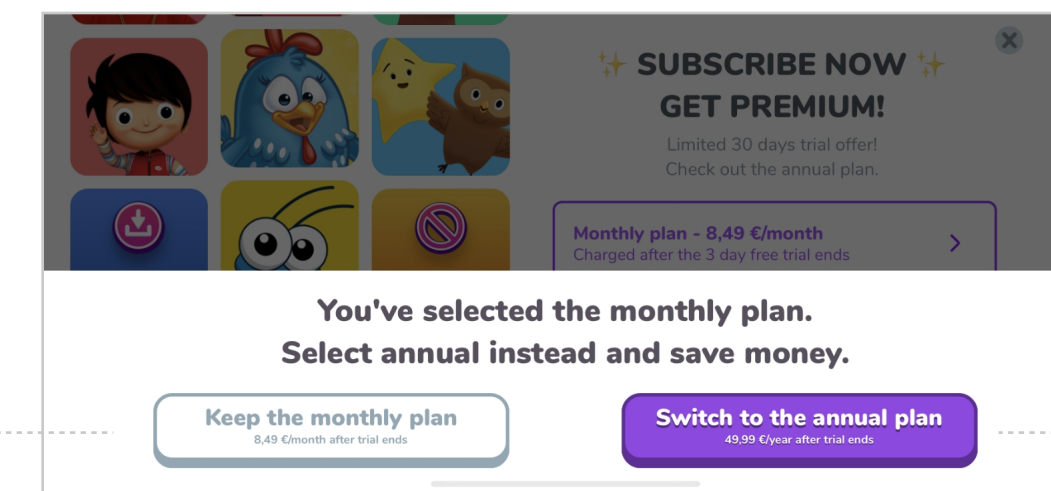 ✨ SUBSCRIBE NOW ✨
GET PREMIUM!
Limited 30 days trial offer!
Check out the annual plan.
Monthly plan - 8,49 €/month
Charged after the 3 day free trial ends
You've selected the monthly plan.
Select annual instead and save money.
Keep the monthly plan
8,49 €/month after trial ends
Switch to the annual plan
49,99 €/year after trial ends